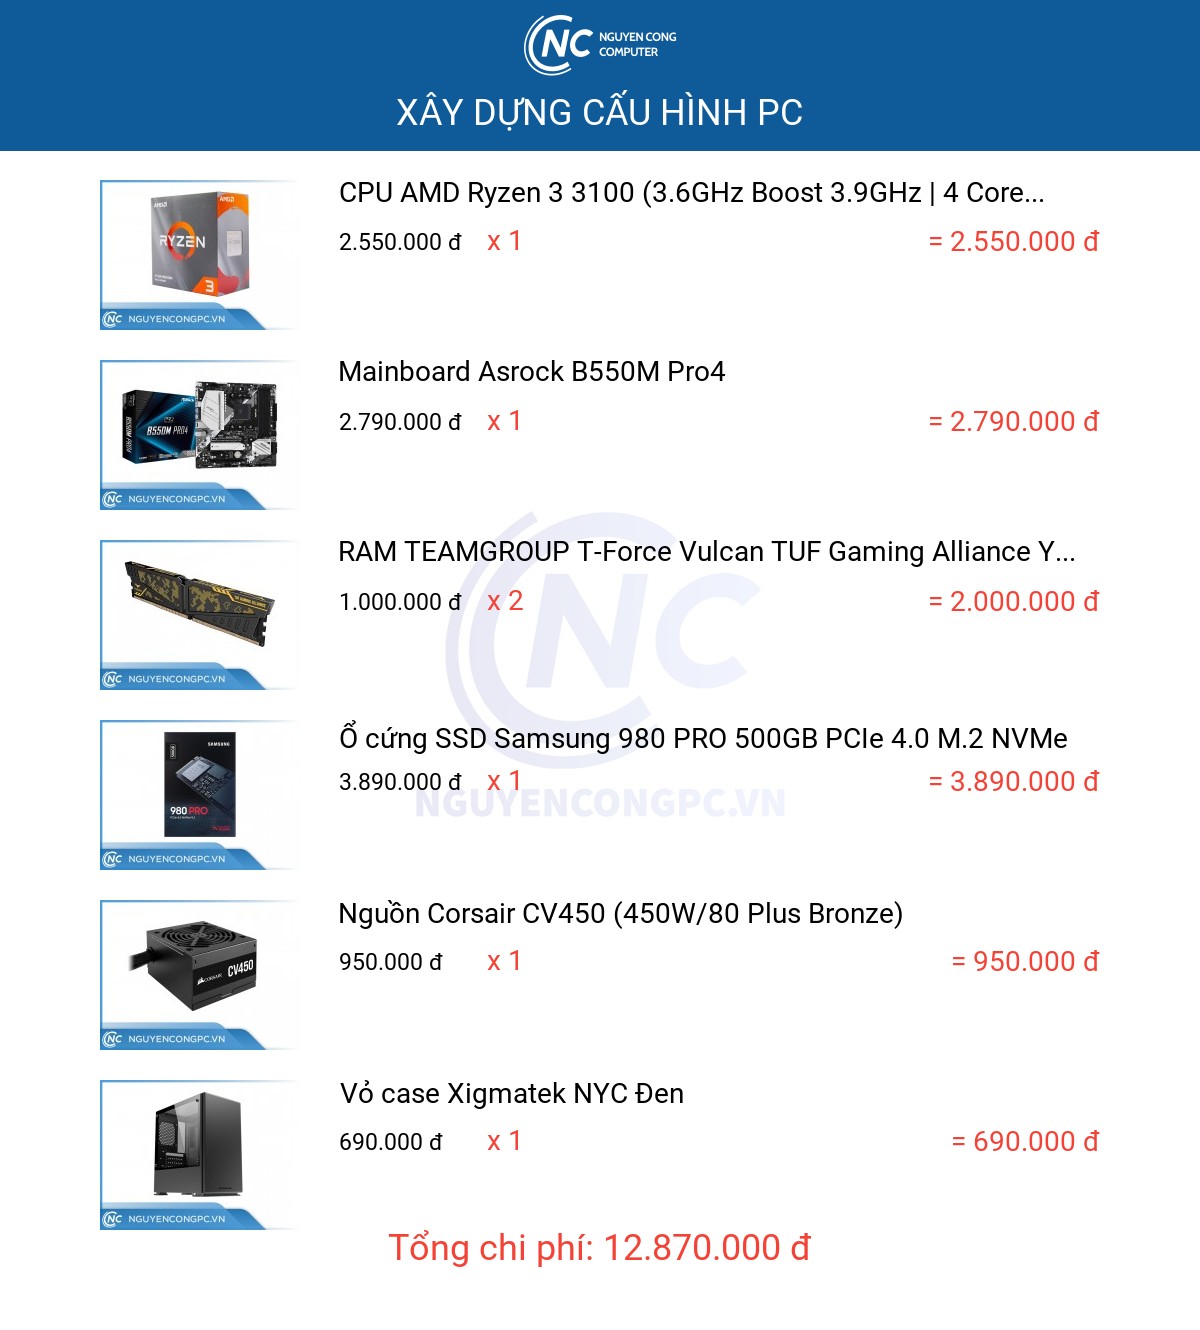 NC NGUYEN CONG
COMPUTER
XÂY DỰNG CẤU HÌNH PC
CPU AMD Ryzen 3 3100 (3.6GHz Boost 3.9GHz | 4 Core...
2.550.000 đ x 1 = 2.550.000 đ
AMD
RYZEN
3
NC NGUYENCONGPC.VN
Mainboard Asrock B550M Pro4
2.790.000 đ x 1 = 2.790.000 đ
B550M PRO4
NC NGUYENCONGPC.VN
RAM TEAMGROUP T-Force Vulcan TUF Gaming Alliance Y...
1.000.000 đ x 2 = 2.000.000 đ
NC NGUYENCONGPC.VN
NC
Ổ cứng SSD Samsung 980 PRO 500GB PCIe 4.0 M.2 NVMe
3.890.000 đ x 1 = 3.890.000 đ
NGUYENCONGPC.VN
SAMSUNG
980 PRO
NC NGUYENCONGPC.VN
Nguồn Corsair CV450 (450W/80 Plus Bronze)
950.000 đ x 1 = 950.000 đ
CORSAIR CV450
NC NGUYENCONGPC.VN
Vỏ case Xigmatek NYC Đen
690.000 đ x 1 = 690.000 đ
NC NGUYENCONGPC.VN
Tổng chi phí: 12.870.000 đ